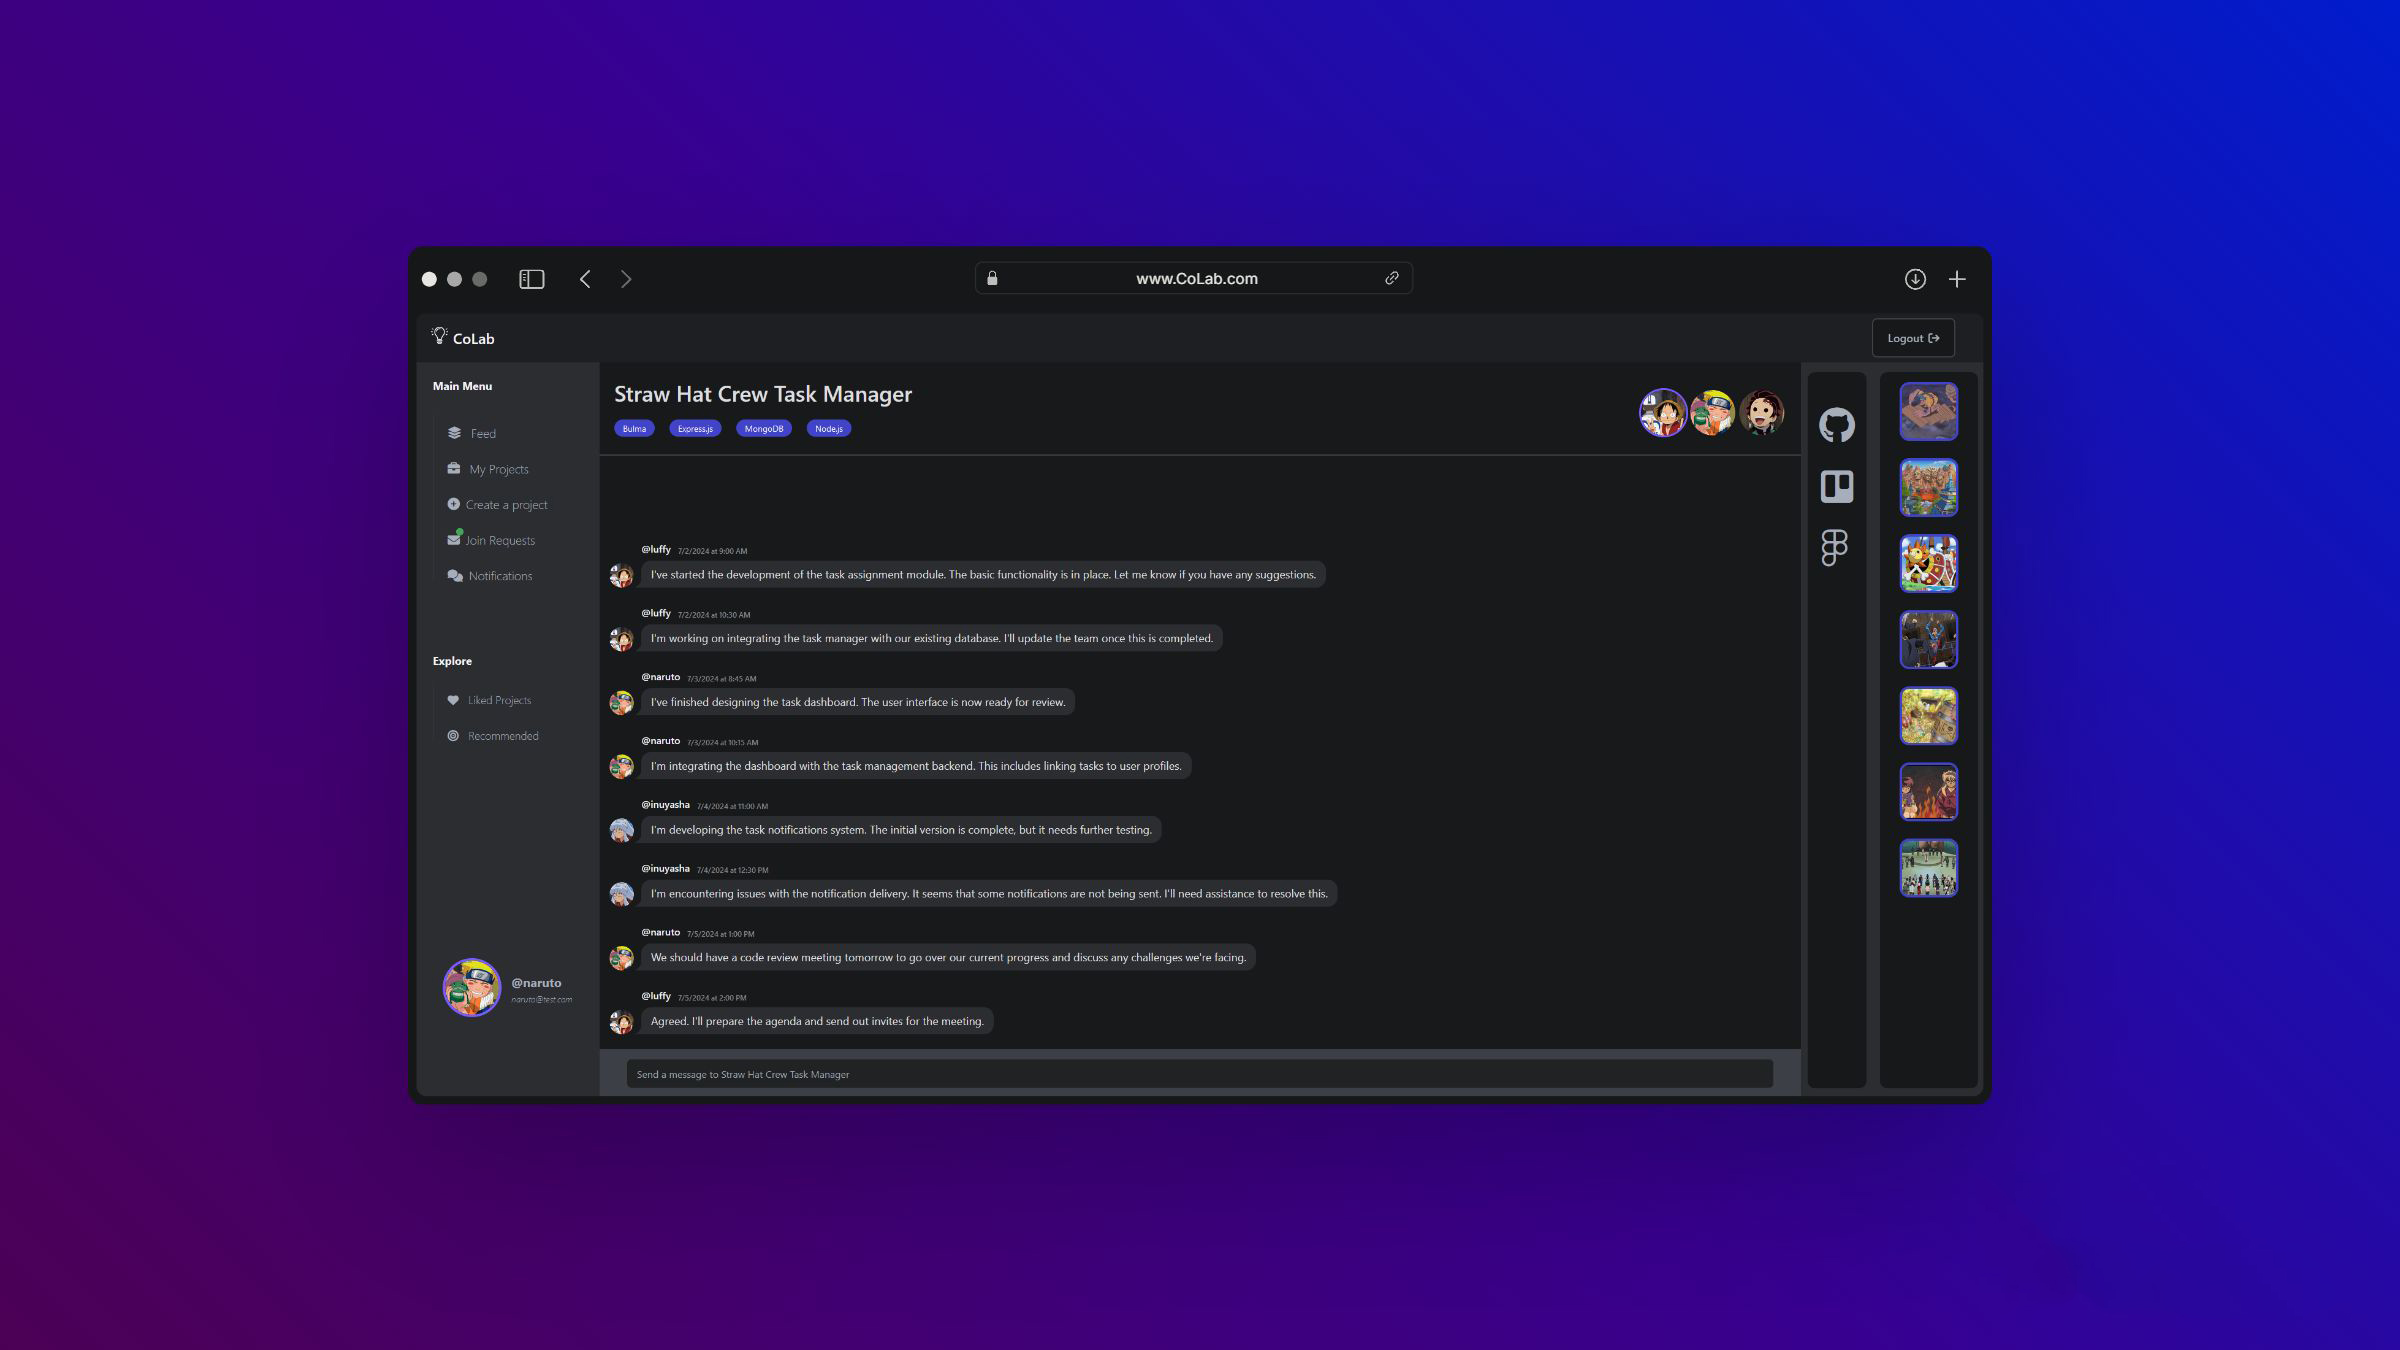 www.CoLab.com
CoLab
Logout
Main Menu
Feed
My Projects
Create a project
Join Requests
Notifications
Explore
Liked Projects
Recommended
@naruto
naruto@test.com
Straw Hat Crew Task Manager
Bulma Express.js MongoDB Node.js
@luffy 7/2/2024 at 9:00 AM
I've started the development of the task assignment module. The basic functionality is in place. Let me know if you have any suggestions.
@luffy 7/2/2024 at 10:30 AM
I'm working on integrating the task manager with our existing database. I'll update the team once this is completed.
@naruto 7/3/2024 at 8:45 AM
I've finished designing the task dashboard. The user interface is now ready for review.
@naruto 7/3/2024 at 10:15 AM
I'm integrating the dashboard with the task management backend. This includes linking tasks to user profiles.
@inuyasha 7/4/2024 at 11:00 AM
I'm developing the task notifications system. The initial version is complete, but it needs further testing.
@inuyasha 7/4/2024 at 12:30 PM
I'm encountering issues with the notification delivery. It seems that some notifications are not being sent. I'll need assistance to resolve this.
@naruto 7/5/2024 at 1:00 PM
We should have a code review meeting tomorrow to go over our current progress and discuss any challenges we're facing.
@luffy 7/5/2024 at 2:00 PM
Agreed. I'll prepare the agenda and send out invites for the meeting.
Send a message to Straw Hat Crew Task Manager